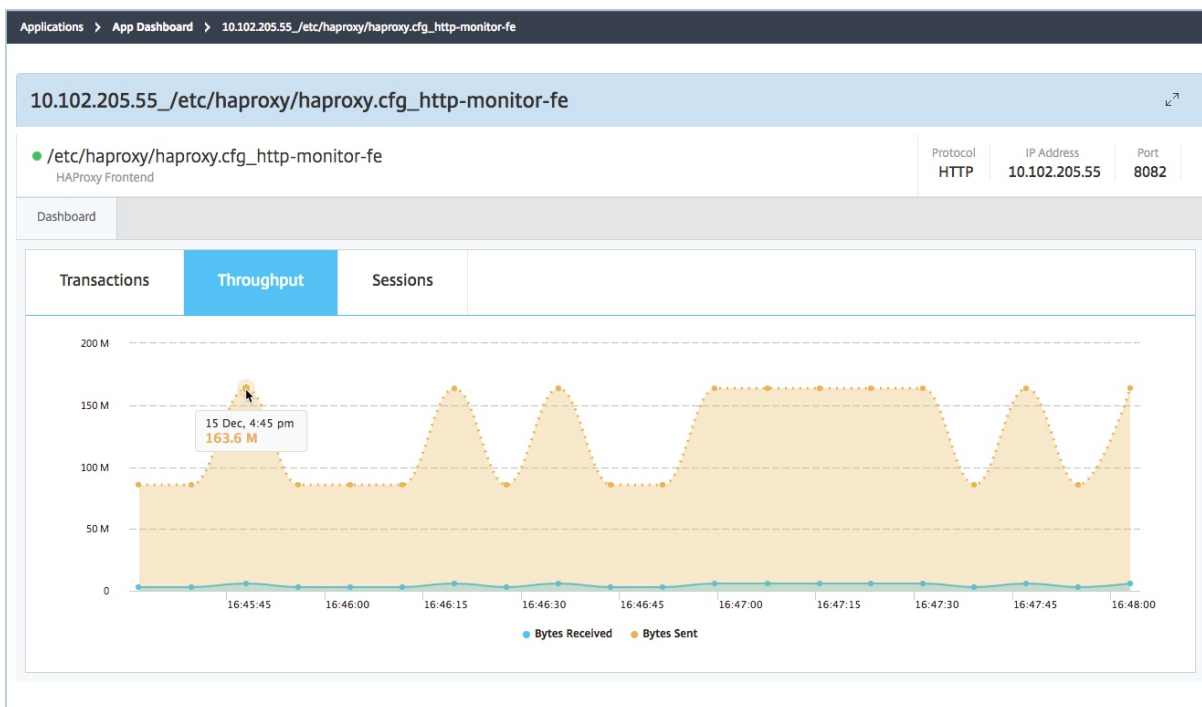 Applications > App Dashboard > 10.102.205.55_/etc/haproxy/haproxy.cfg_http-monitor-fe
10.102.205.55_/etc/haproxy/haproxy.cfg_http-monitor-fe
/etc/haproxy/haproxy.cfg_http-monitor-fe
HAProxy Frontend
Protocol IP Address Port
HTTP 10.102.205.55 8082
Dashboard
Transactions Throughput Sessions
200 M
150 M
15 Dec, 4:45 pm
163.6 M
100 M
50 M
0
16:45:45 16:46:00 16:46:15 16:46:30 16:46:45 16:47:00 16:47:15 16:47:30 16:47:45 16:48:00
Bytes Received Bytes Sent